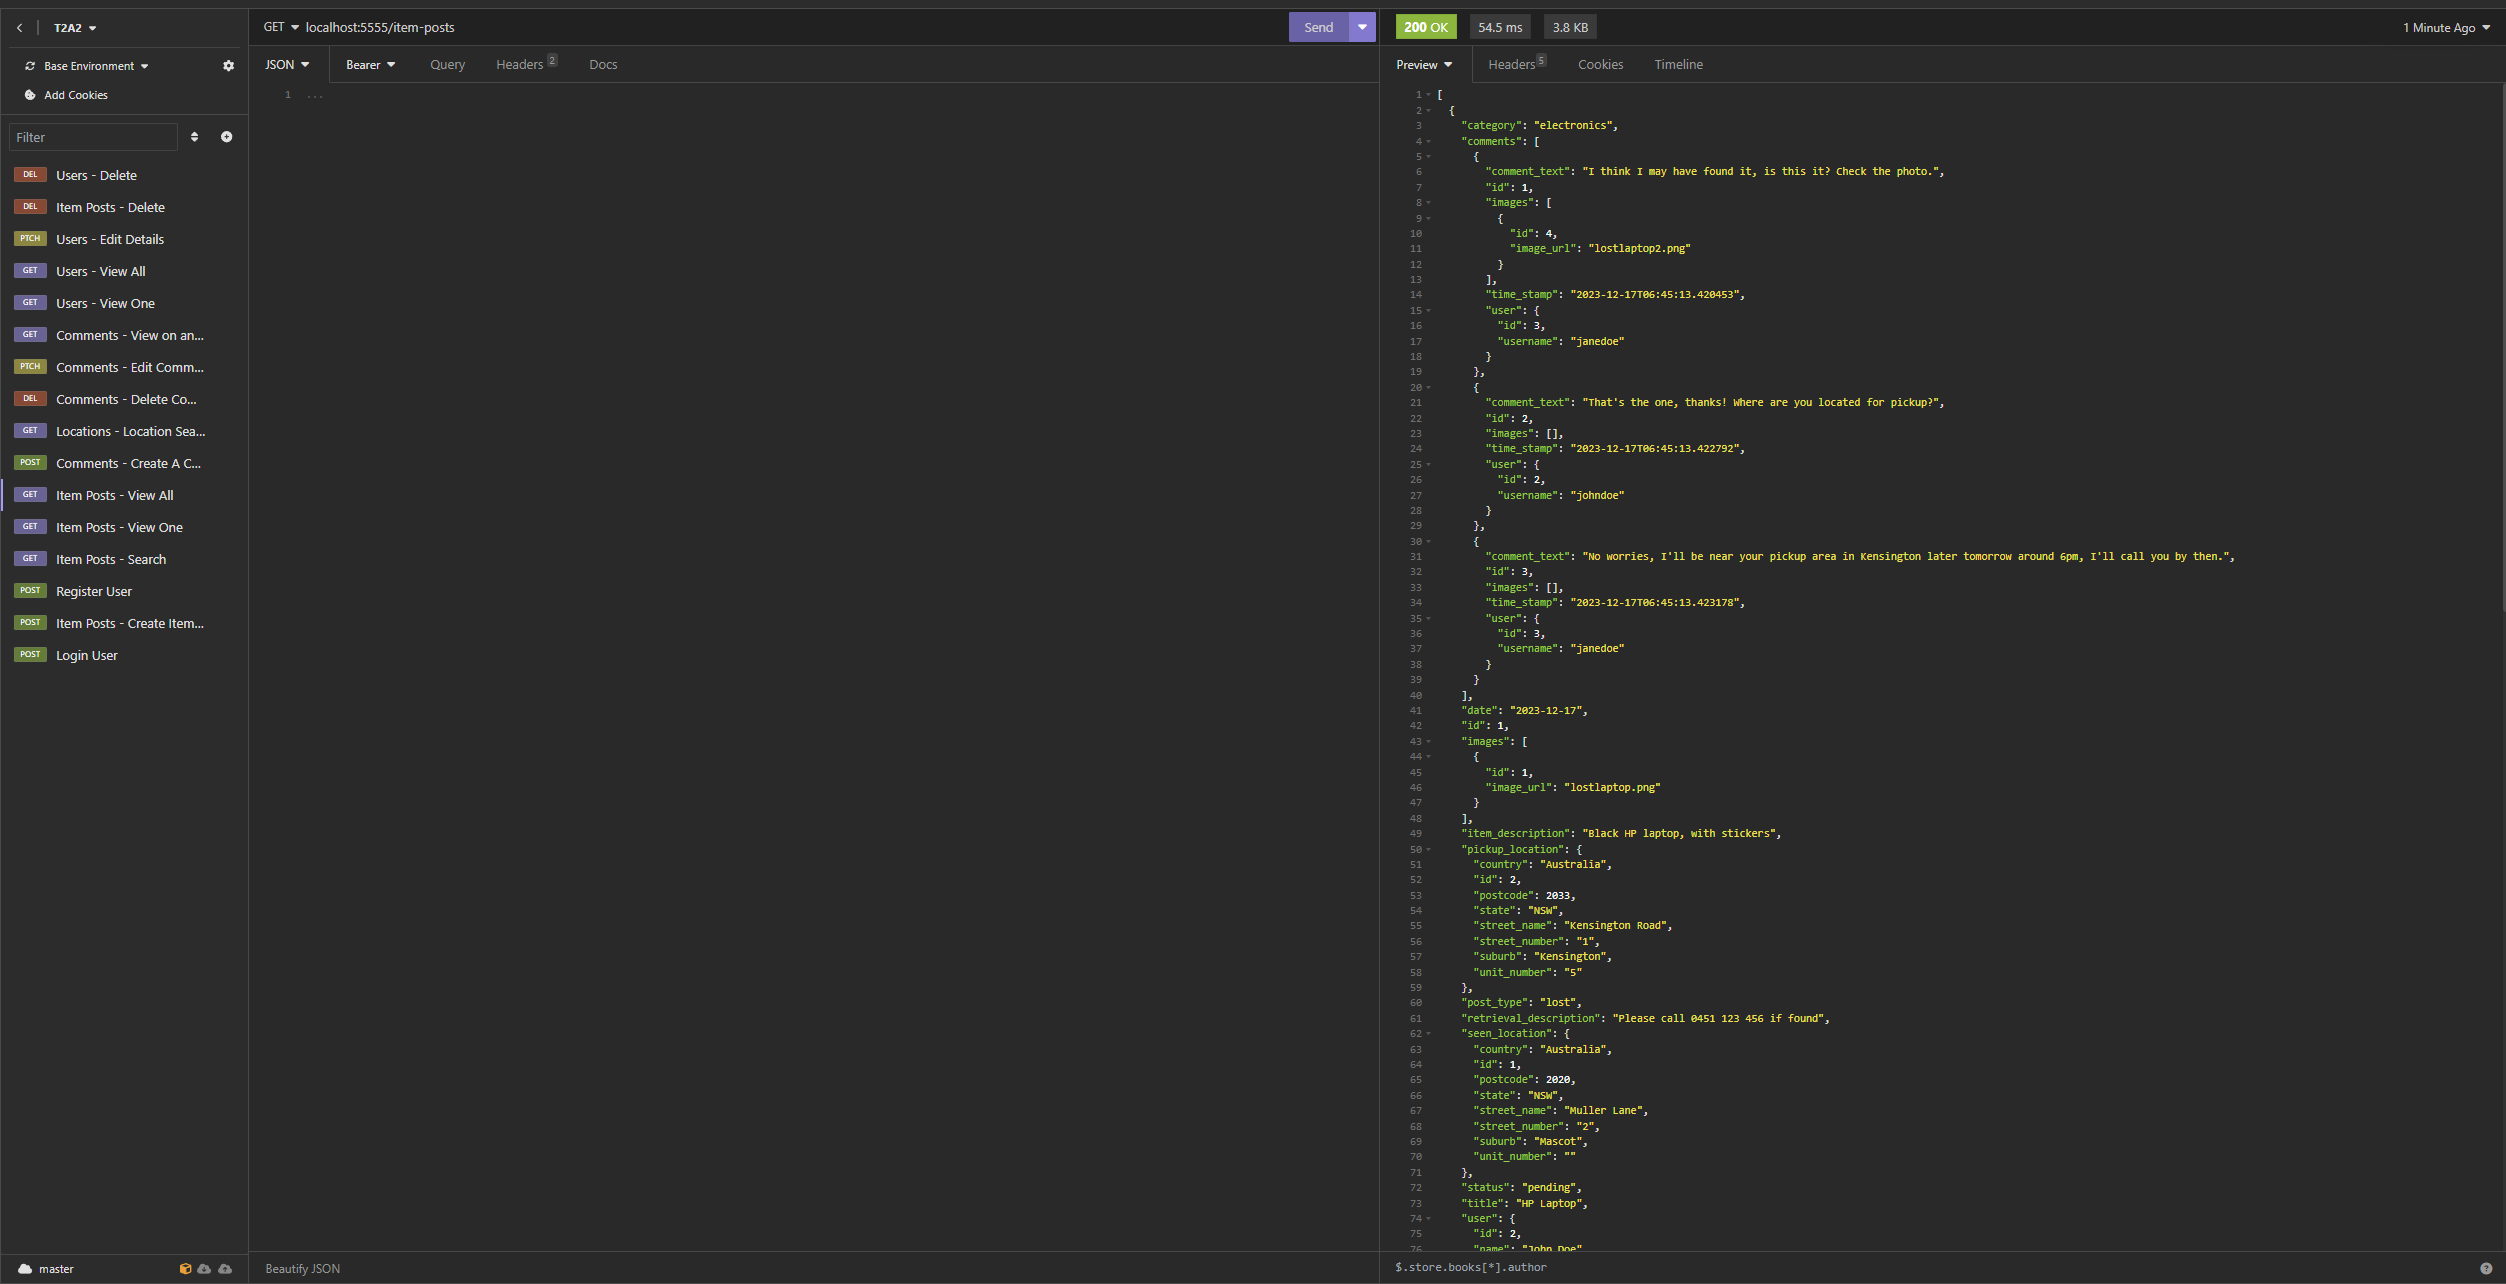 T2A2
Base Environment
Add Cookies
Filter
DEL Users - Delete
DEL Item Posts - Delete
PTCH Users - Edit Details
GET Users - View All
GET Users - View One
GET Comments - View on an...
PTCH Comments - Edit Comm...
DEL Comments - Delete Co...
GET Locations - Location Sea...
POST Comments - Create A C...
GET Item Posts - View All
GET Item Posts - View One
GET Item Posts - Search
POST Register User
POST Item Posts - Create Item...
POST Login User
master
GET localhost:5555/item-posts Send
JSON Bearer Query Headers 2 Docs
1 ...
Beautify JSON
200 OK 54.5 ms 3.8 KB 1 Minute Ago
Preview Headers 5 Cookies Timeline
1 [
2 {
3 "category": "electronics",
4 "comments": [
5 {
6 "comment_text": "I think I may have found it, is this it? Check the photo.",
7 "id": 1,
8 "images": [
9 {
10 "id": 4,
11 "image_url": "lostlaptop2.png"
12 }
13 ],
14 "time_stamp": "2023-12-17T06:45:13.420453",
15 "user": {
16 "id": 3,
17 "username": "janedoe"
18 }
19 },
20 {
21 "comment_text": "That's the one, thanks! Where are you located for pickup?",
22 "id": 2,
23 "images": [],
24 "time_stamp": "2023-12-17T06:45:13.422792",
25 "user": {
26 "id": 2,
27 "username": "johndoe"
28 }
29 },
30 {
31 "comment_text": "No worries, I'll be near your pickup area in Kensington later tomorrow around 6pm, I'll call you by then.",
32 "id": 3,
33 "images": [],
34 "time_stamp": "2023-12-17T06:45:13.423178",
35 "user": {
36 "id": 3,
37 "username": "janedoe"
38 }
39 }
40 ],
41 "date": "2023-12-17",
42 "id": 1,
43 "images": [
44 {
45 "id": 1,
46 "image_url": "lostlaptop.png"
47 }
48 ],
49 "item_description": "Black HP laptop, with stickers",
50 "pickup_location": {
51 "country": "Australia",
52 "id": 2,
53 "postcode": 2033,
54 "state": "NSW",
55 "street_name": "Kensington Road",
56 "street_number": "1",
57 "suburb": "Kensington",
58 "unit_number": "5"
59 },
60 "post_type": "lost",
61 "retrieval_description": "Please call 0451 123 456 if found",
62 "seen_location": {
63 "country": "Australia",
64 "id": 1,
65 "postcode": 2020,
66 "state": "NSW",
67 "street_name": "Muller Lane",
68 "street_number": "2",
69 "suburb": "Mascot",
70 "unit_number": ""
71 },
72 "status": "pending",
73 "title": "HP Laptop",
74 "user": {
75 "id": 2,
76 "name": "John Doe"
$.store.books[*].author